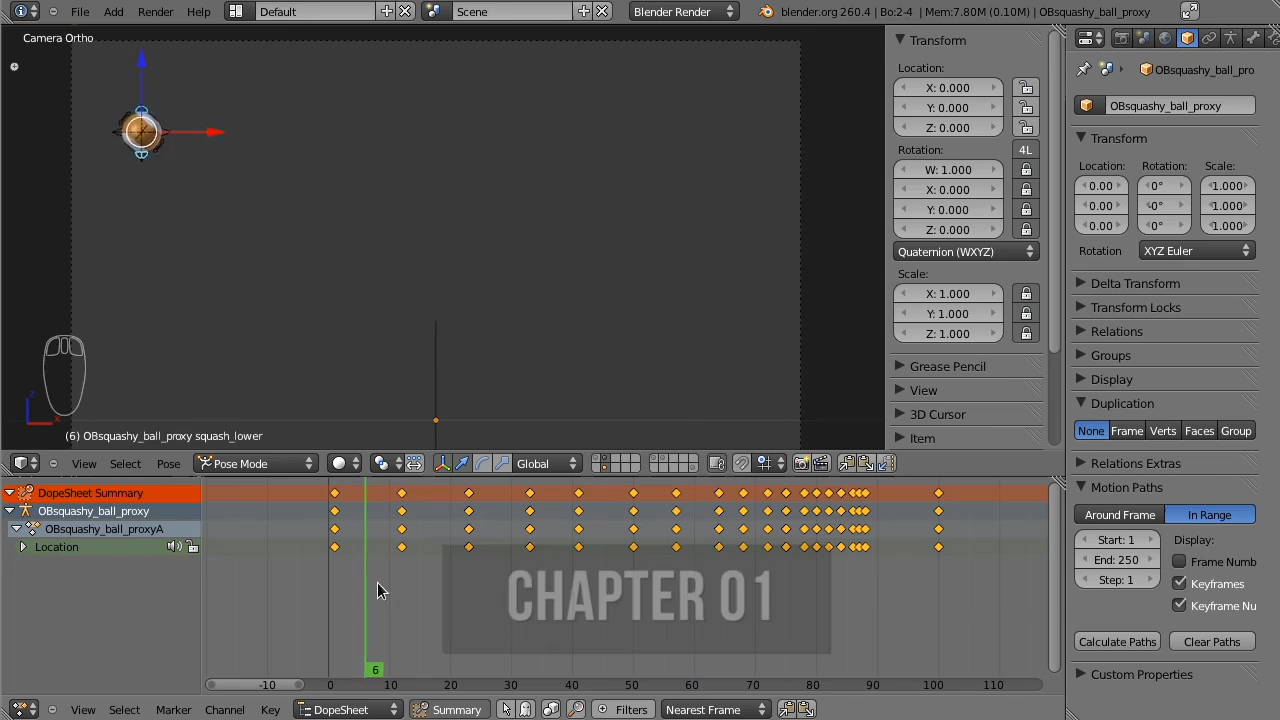 File Add Render Help Default Scene Blender Render blender.org 260.4 | Bo:2-4 | Mem:7.80M (0.10M) | OBsquashy_ball_proxy
Camera Ortho
(6) OBsquashy_ball_proxy squash_lower
Transform
Location:
X: 0.000
Y: 0.000
Z: 0.000
Rotation: 4L
W: 1.000
X: 0.000
Y: 0.000
Z: 0.000
Quaternion (WXYZ)
Scale:
X: 1.000
Y: 1.000
Z: 1.000
Grease Pencil
View
3D Cursor
Item
OBsquashy_ball_pro
OBsquashy_ball_proxy
Transform
Location: Rotation: Scale:
0.00 0° 1.000
0.00 0° 1.000
0.00 0° 1.000
Rotation XYZ Euler
Delta Transform
Transform Locks
Relations
Groups
Display
Duplication
None Frame Verts Faces Group
Relations Extras
Motion Paths
Around Frame In Range
Start: 1 Display:
End: 250 Frame Numb
Step: 1 Keyframes
Keyframe Nu
Calculate Paths Clear Paths
Custom Properties
View Select Pose Pose Mode Global
DopeSheet Summary
OBsquashy_ball_proxy
OBsquashy_ball_proxyA
Location
CHAPTER 01
6
-10 0 10 20 30 40 50 60 70 80 90 100 110
View Select Marker Channel Key DopeSheet Summary Filters Nearest Frame